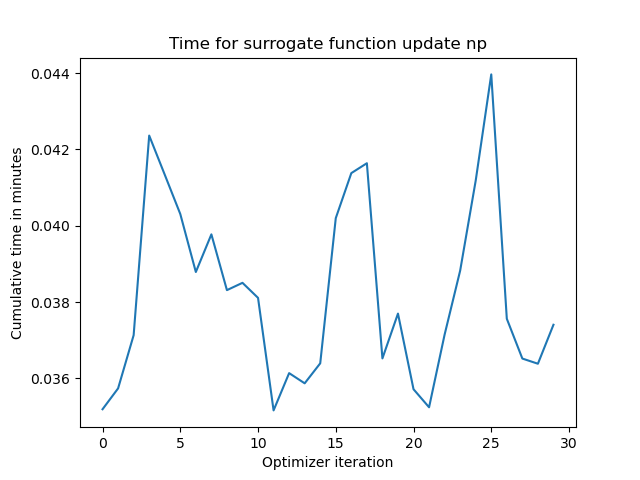 Time for surrogate function update np
0.044
0.042
0.040
0.038
0.036
Cumulative time in minutes
0 5 10 15 20 25 30
Optimizer iteration